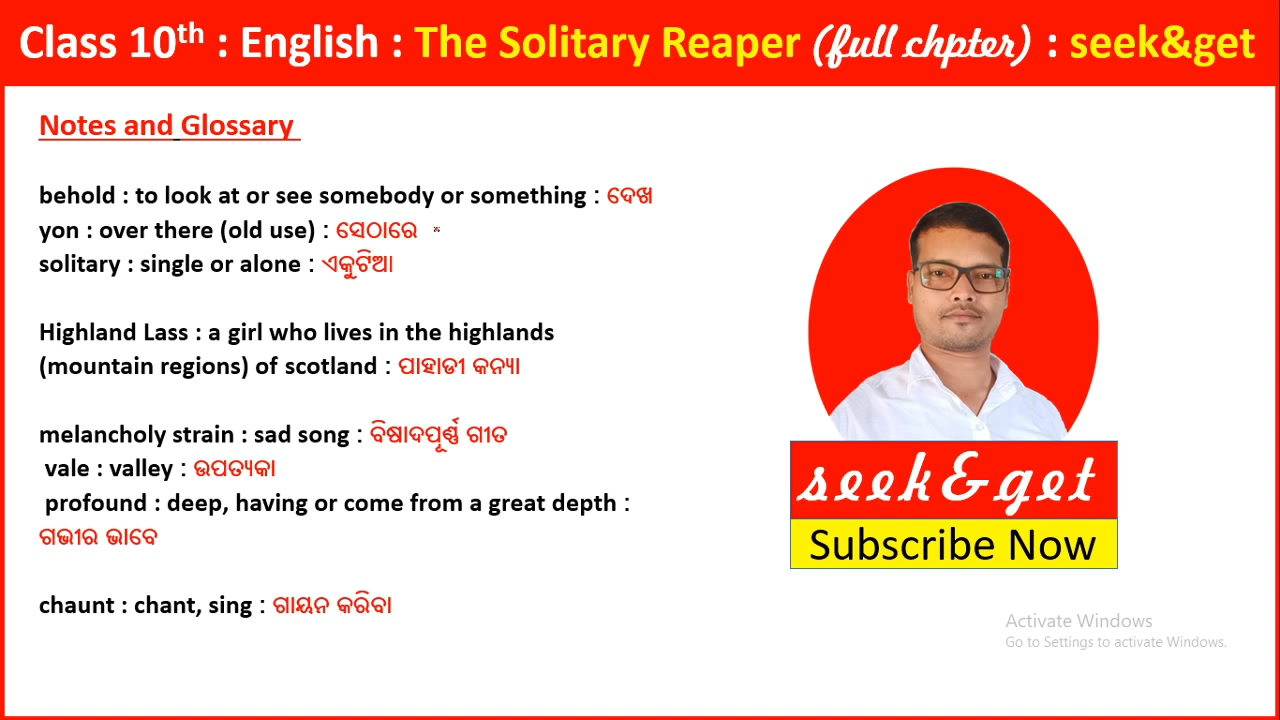 Class 10th : English : The Solitary Reaper (full chpter) : seek&get
Notes and Glossary
behold : to look at or see somebody or something : ଦେଖ
yon : over there (old use) : ସେଠାରେ
solitary : single or alone : ଏକୁଟିଆ
Highland Lass : a girl who lives in the highlands
(mountain regions) of scotland : ପାହାଡୀ କନ୍ୟା
melancholy strain : sad song : ବିଷାଦପୂର୍ଣ୍ଣ ଗୀତ
vale : valley : ଉପତ୍ୟକା
profound : deep, having or come from a great depth :
ଗଭୀର ଭାବେ
chaunt : chant, sing : ଗାୟନ କରିବା
seek&get
Subscribe Now
Activate Windows
Go to Settings to activate Windows.